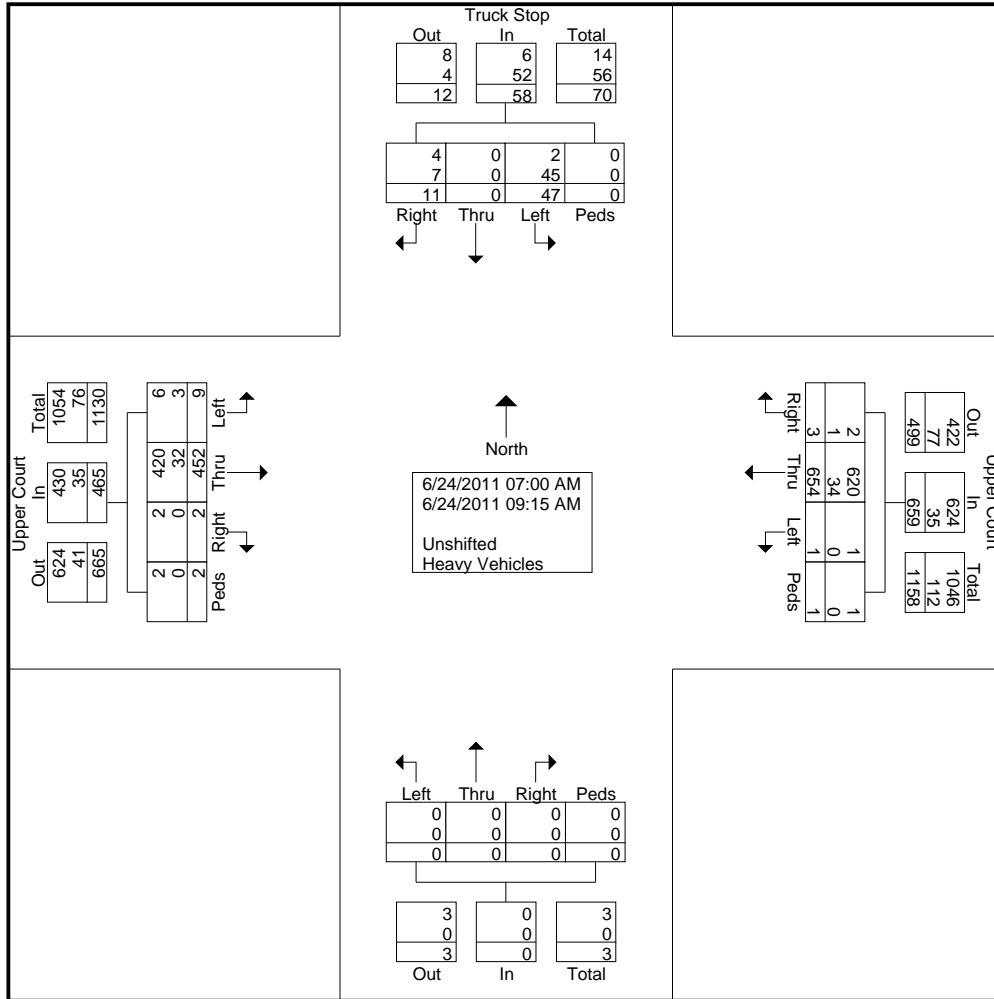 Truck Stop
Out In Total
8 6 14
4 52 56
12 58 70
4 0 2 0
7 0 45 0
11 0 47 0
Right Thru Left Peds
Upper Court
Total In Out
1054 430 624
76 35 41
1130 465 665
6 420 2 2
3 32 0 0
9 452 2 2
Left Thru Right Peds
North
6/24/2011 07:00 AM
6/24/2011 09:15 AM
Unshifted
Heavy Vehicles
Right Thru Left Peds
3 654 1 1
1 34 0 0
2 620 1 1
Out In Total
422 624 1046
77 35 112
499 659 1158
Upper Court
Left Thru Right Peds
0 0 0 0
0 0 0 0
0 0 0 0
3 0 3
0 0 0
3 0 3
Out In Total